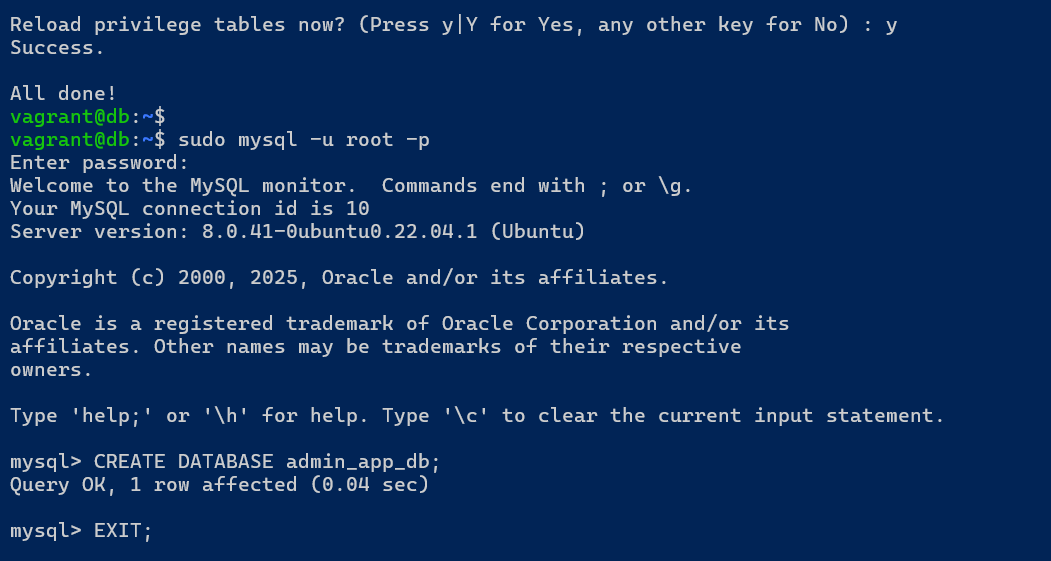 Reload privilege tables now? (Press y|Y for Yes, any other key for No) : y
Success.
All done!
vagrant@db:~$
vagrant@db:~$ sudo mysql -u root -p
Enter password:
Welcome to the MySQL monitor.  Commands end with ; or \g.
Your MySQL connection id is 10
Server version: 8.0.41-0ubuntu0.22.04.1 (Ubuntu)
Copyright (c) 2000, 2025, Oracle and/or its affiliates.
Oracle is a registered trademark of Oracle Corporation and/or its
affiliates. Other names may be trademarks of their respective
owners.
Type 'help;' or '\h' for help. Type '\c' to clear the current input statement.
mysql> CREATE DATABASE admin_app_db;
Query OK, 1 row affected (0.04 sec)
mysql> EXIT;